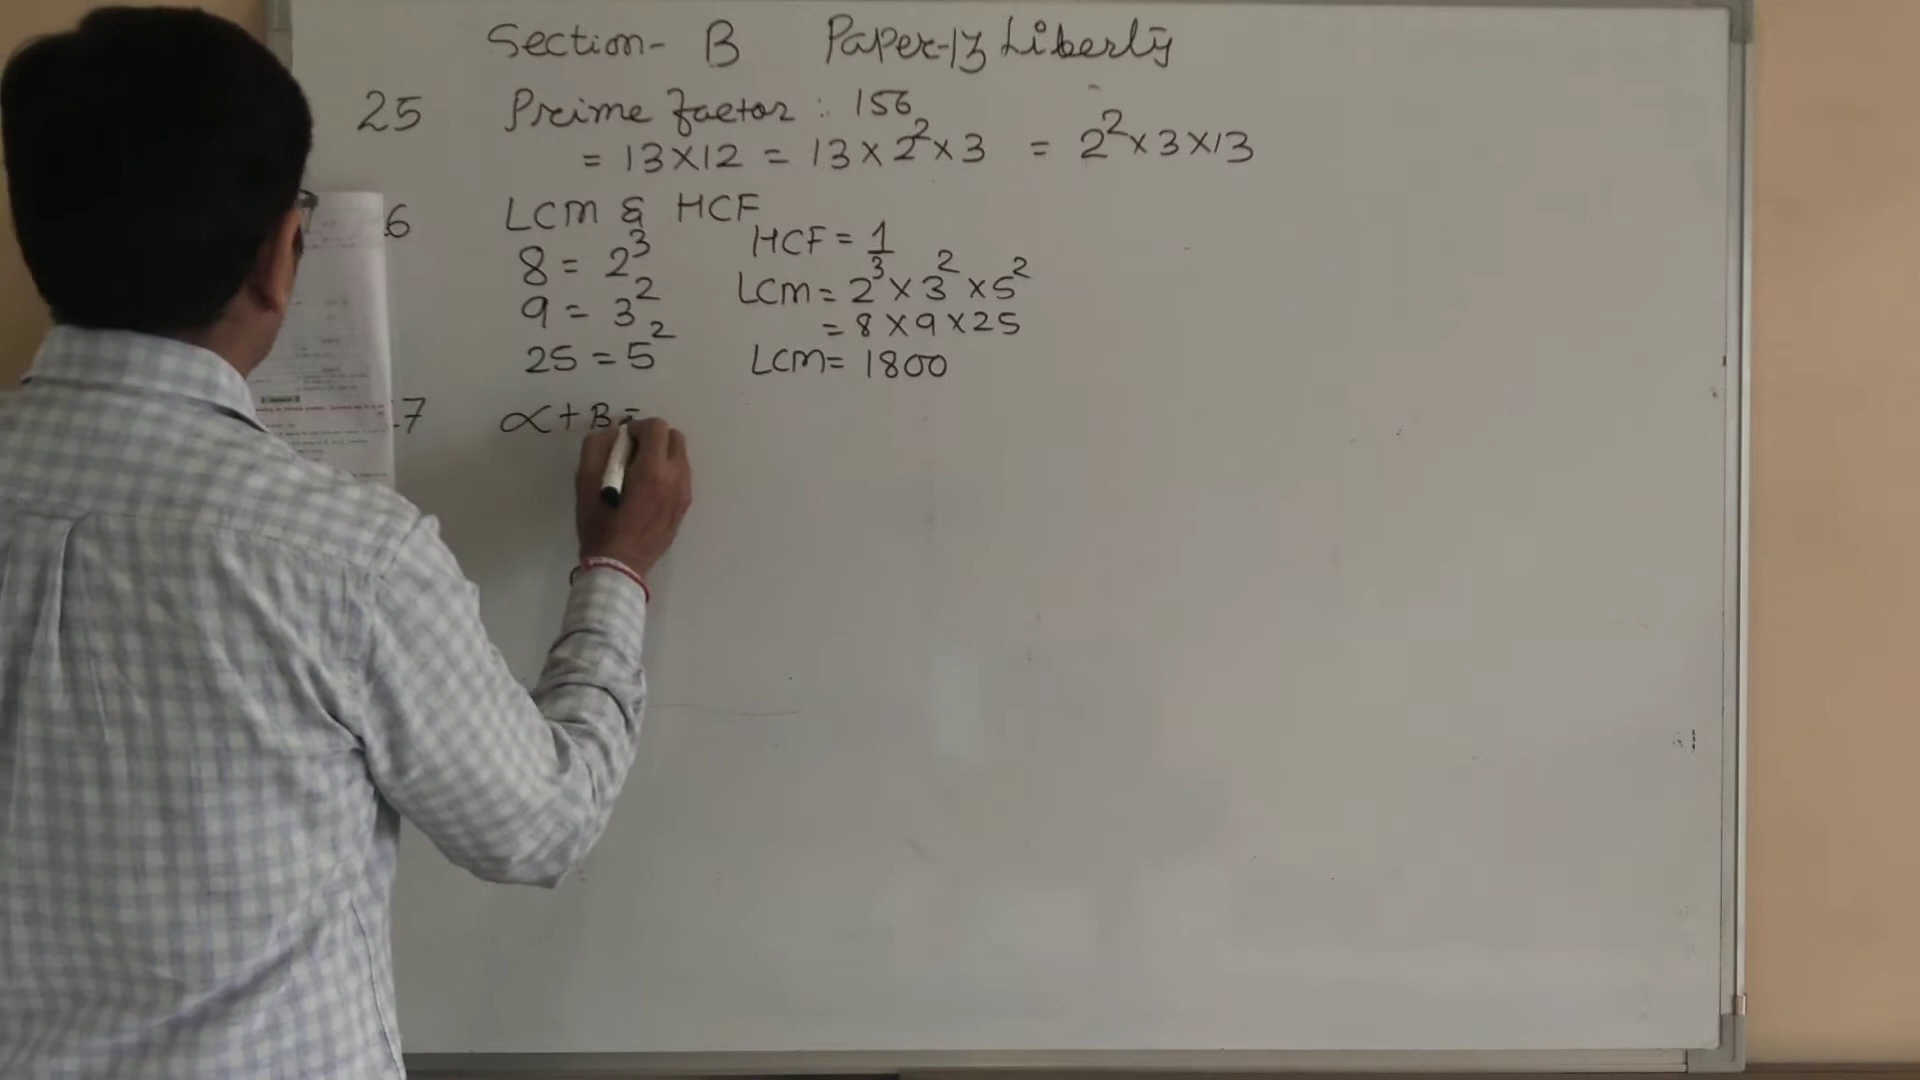 Section- B Paper-13 Liberty
25 Prime factor : 156
= 13×12 = 13×2²×3 = 2²×3×13
6 LCM & HCF
8 = 2³ HCF = 1
9 = 3² LCM = 2³×3²×5²
= 8×9×25
25 = 5² LCM = 1800
7 α+β=